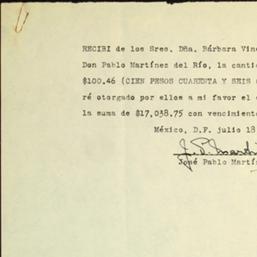 RECIBI de los Sres. Dña. Bárbara Vin
Don Pablo Martínez del Río, la canti
$100.46 (CIEN PESOS CUARENTA Y SEIS
ré otorgado por ellos a mi favor el
la suma de $17,038.75 con vencimient
México, D.F. julio 18
J. P. Martí
José Pablo Martí